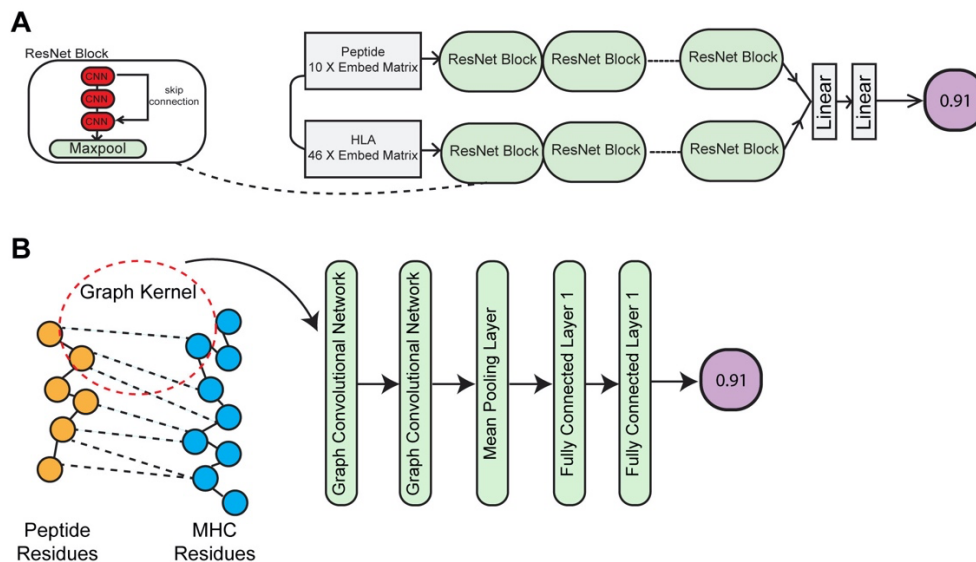 A
ResNet Block
CNN
CNN
CNN
skip
connection
Maxpool
Peptide
10 X Embed Matrix
ResNet Block
ResNet Block
ResNet Block
HLA
46 X Embed Matrix
ResNet Block
ResNet Block
ResNet Block
Linear
Linear
0.91
B
Graph Kernel
Peptide
Residues
MHC
Residues
Graph Convolutional Network
Graph Convolutional Network
Mean Pooling Layer
Fully Connected Layer 1
Fully Connected Layer 1
0.91